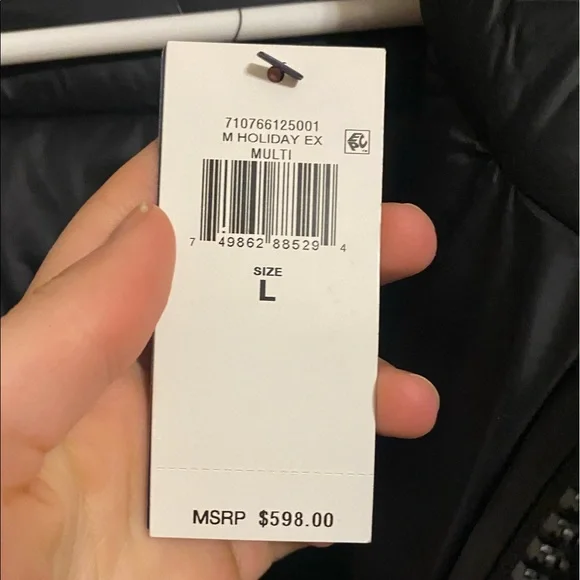 710766125001
M HOLIDAY EX
MULTI
7 49862 88529 4
SIZE
L
MSRP $598.00